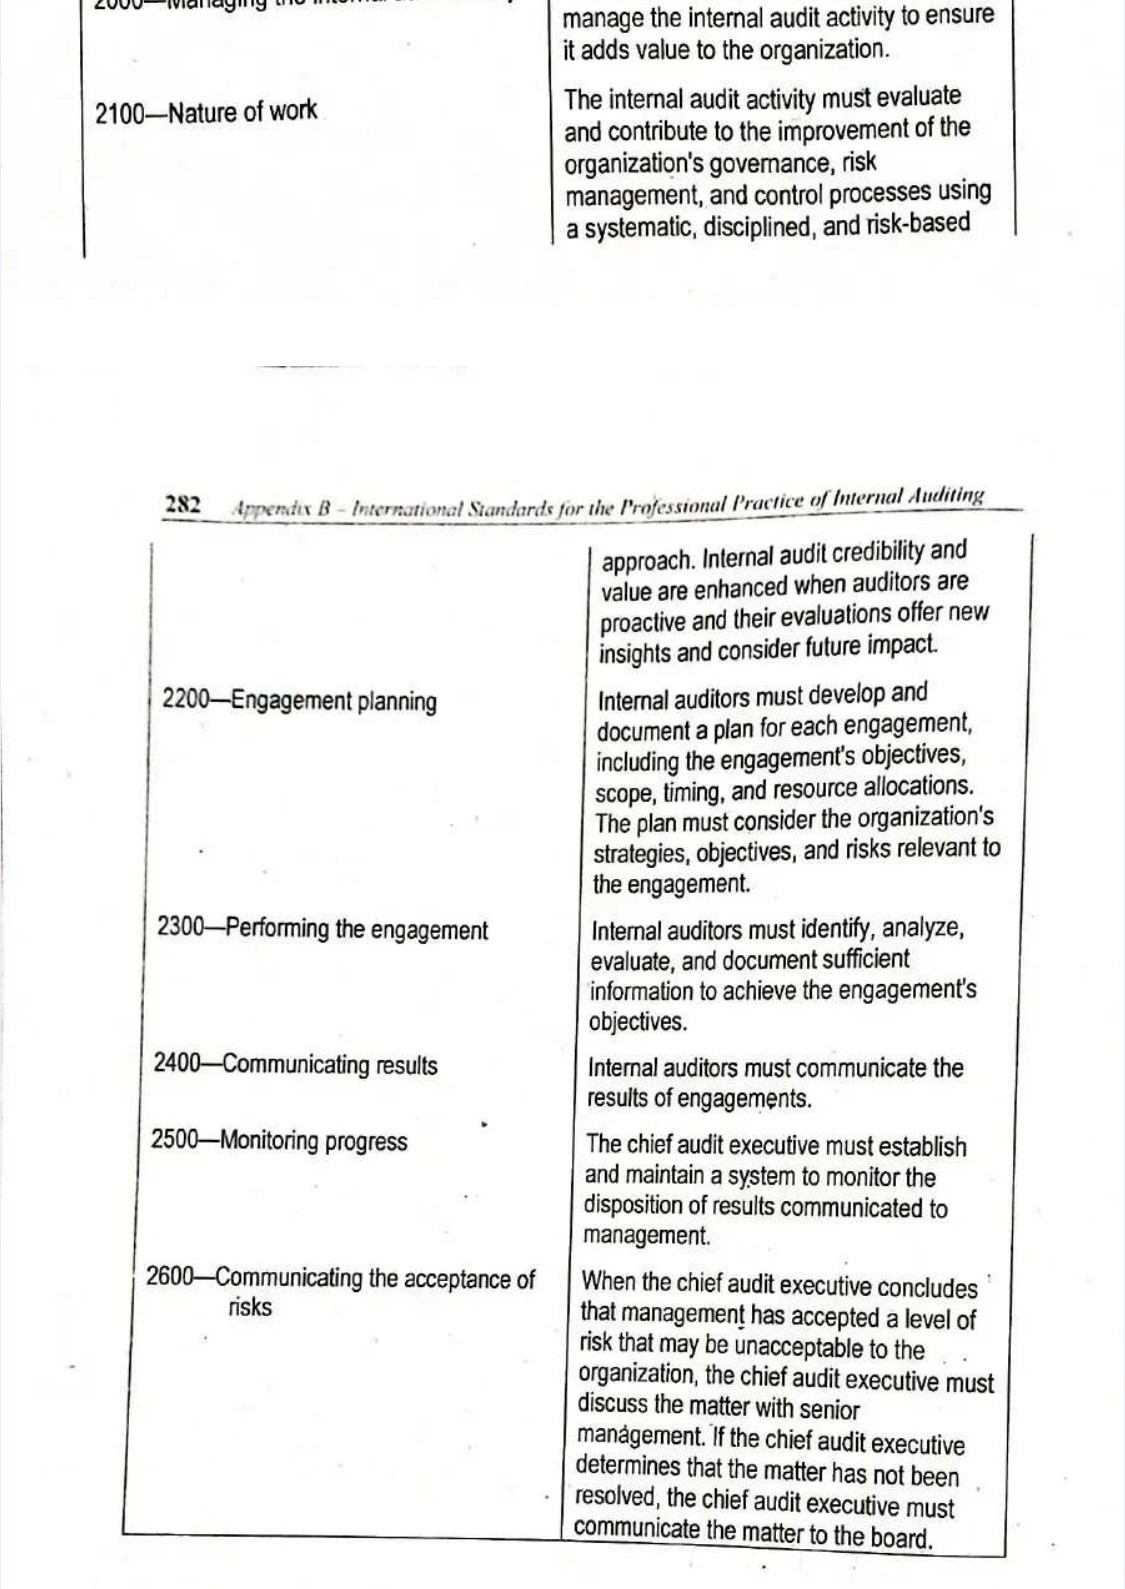 manage the internal audit activity to ensure
it adds value to the organization.
2100—Nature of work
The internal audit activity must evaluate
and contribute to the improvement of the
organization's governance, risk
management, and control processes using
a systematic, disciplined, and risk-based
282 Appendix B – International Standards for the Professional Practice of Internal Auditing
approach. Internal audit credibility and
value are enhanced when auditors are
proactive and their evaluations offer new
insights and consider future impact.
2200—Engagement planning
Internal auditors must develop and
document a plan for each engagement,
including the engagement's objectives,
scope, timing, and resource allocations.
The plan must consider the organization's
strategies, objectives, and risks relevant to
the engagement.
2300—Performing the engagement
Internal auditors must identify, analyze,
evaluate, and document sufficient
information to achieve the engagement's
objectives.
2400—Communicating results
Internal auditors must communicate the
results of engagements.
2500—Monitoring progress
The chief audit executive must establish
and maintain a system to monitor the
disposition of results communicated to
management.
2600—Communicating the acceptance of
risks
When the chief audit executive concludes
that management has accepted a level of
risk that may be unacceptable to the
organization, the chief audit executive must
discuss the matter with senior
management. If the chief audit executive
determines that the matter has not been
resolved, the chief audit executive must
communicate the matter to the board.